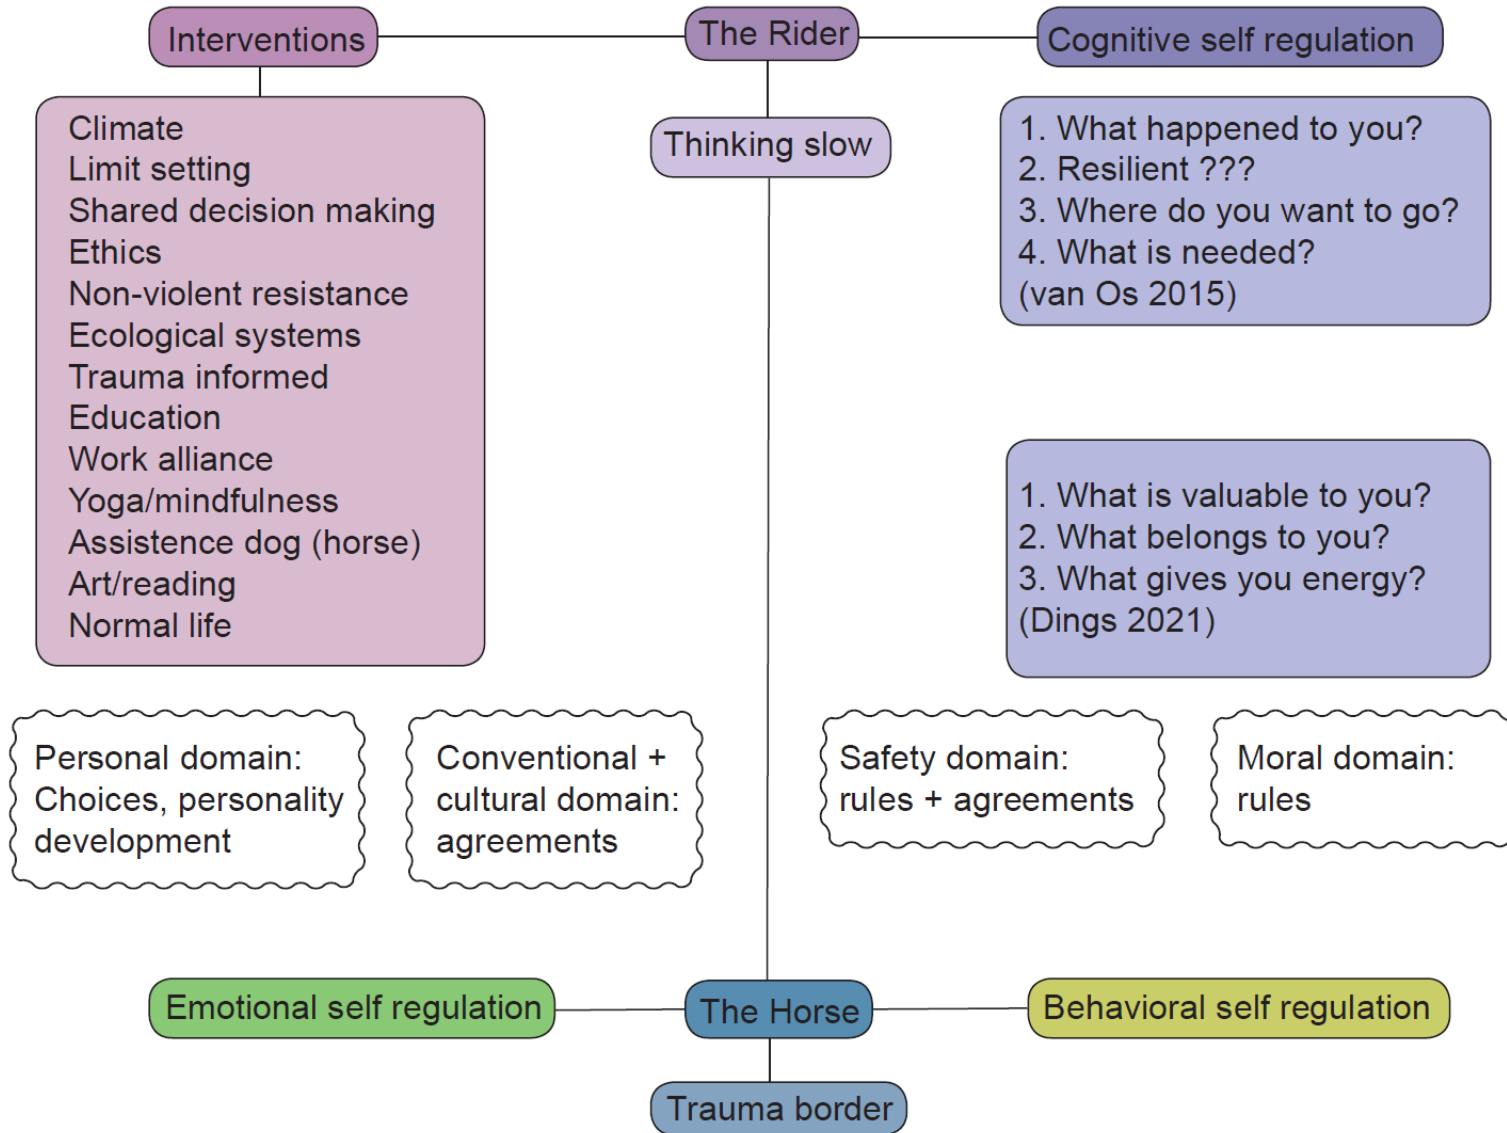 Interventions
The Rider
Cognitive self regulation
Thinking slow
Climate
Limit setting
Shared decision making
Ethics
Non-violent resistance
Ecological systems
Trauma informed
Education
Work alliance
Yoga/mindfulness
Assistence dog (horse)
Art/reading
Normal life
1. What happened to you?
2. Resilient ???
3. Where do you want to go?
4. What is needed?
(van Os 2015)
1. What is valuable to you?
2. What belongs to you?
3. What gives you energy?
(Dings 2021)
Personal domain:
Choices, personality
development
Conventional +
cultural domain:
agreements
Safety domain:
rules + agreements
Moral domain:
rules
Emotional self regulation
The Horse
Behavioral self regulation
Trauma border